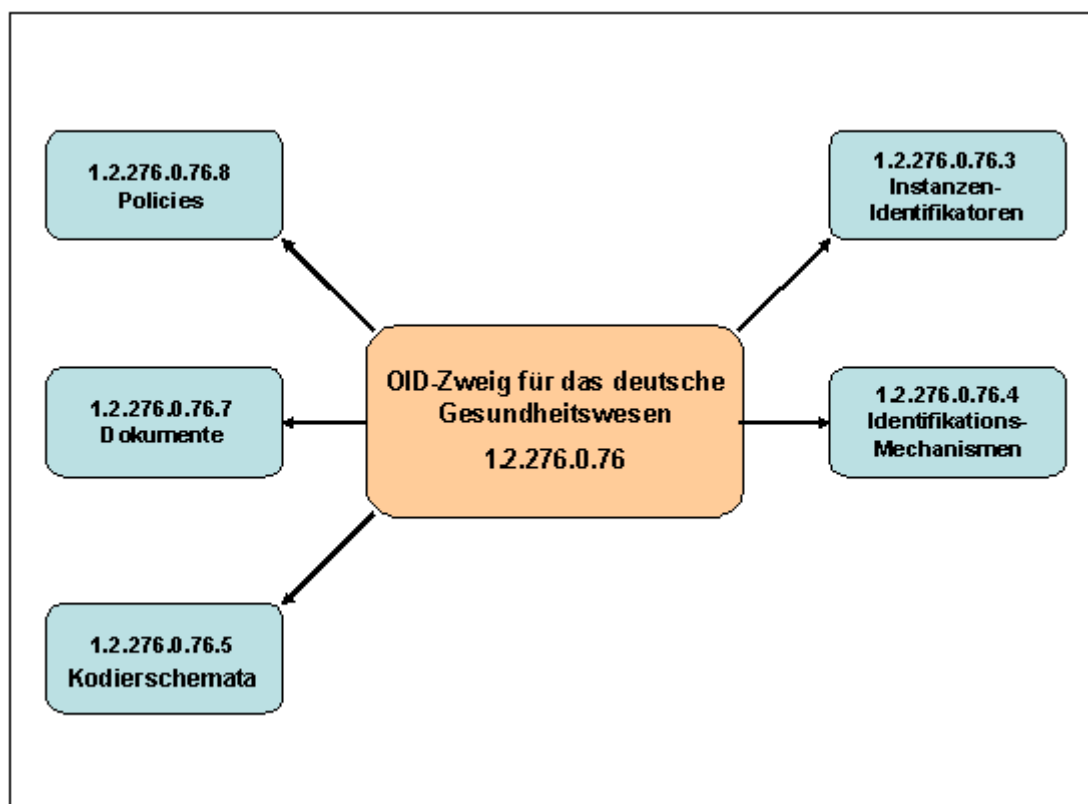 1.2.276.0.76.8
Policies
1.2.276.0.76.3
Instanzen-
Identifikatoren
OID-Zweig für das deutsche
Gesundheitswesen
1.2.276.0.76
1.2.276.0.76.7
Dokumente
1.2.276.0.76.4
Identifikations-
Mechanismen
1.2.276.0.76.5
Kodierschemata